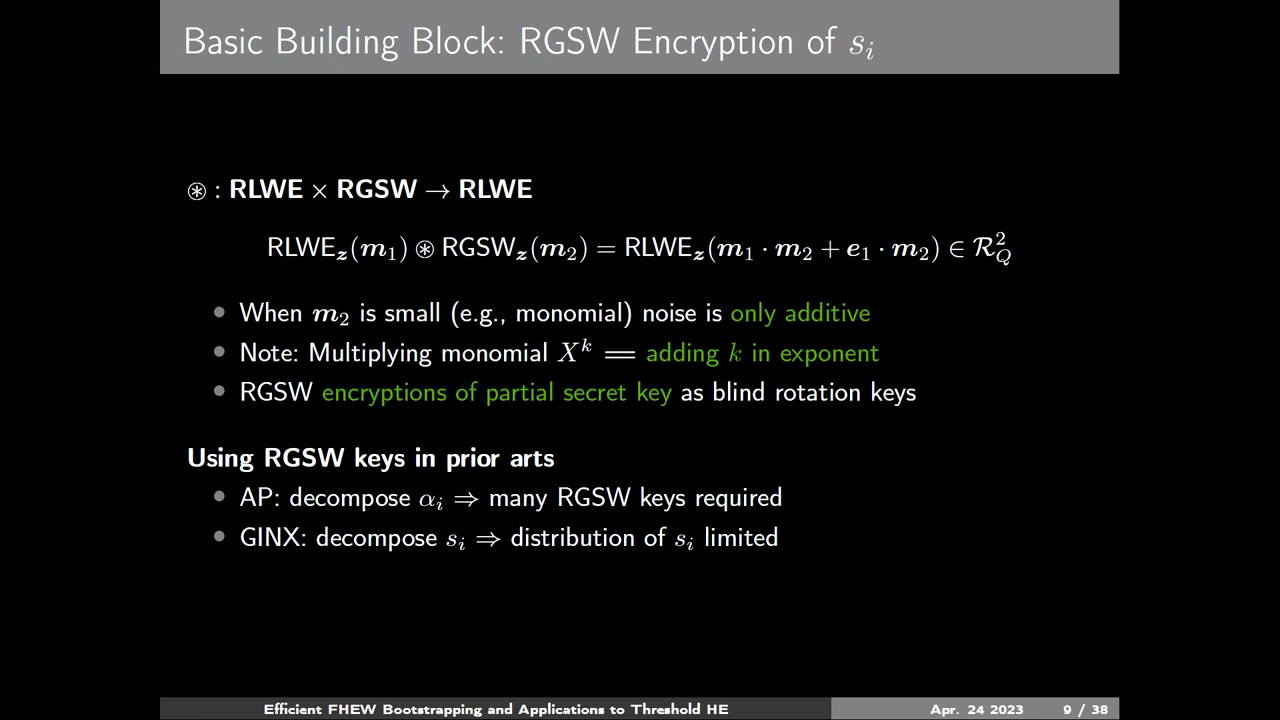 Basic Building Block: RGSW Encryption of sᵢ
⊛ : RLWE × RGSW → RLWE
RLWE_z(m₁) ⊛ RGSW_z(m₂) = RLWE_z(m₁ · m₂ + e₁ · m₂) ∈ R²_Q
• When m₂ is small (e.g., monomial) noise is only additive
• Note: Multiplying monomial Xᵏ == adding k in exponent
• RGSW encryptions of partial secret key as blind rotation keys
Using RGSW keys in prior arts
• AP: decompose αᵢ ⇒ many RGSW keys required
• GINX: decompose sᵢ ⇒ distribution of sᵢ limited
Efficient FHEW Bootstrapping and Applications to Threshold HE Apr. 24 2023 9 / 38